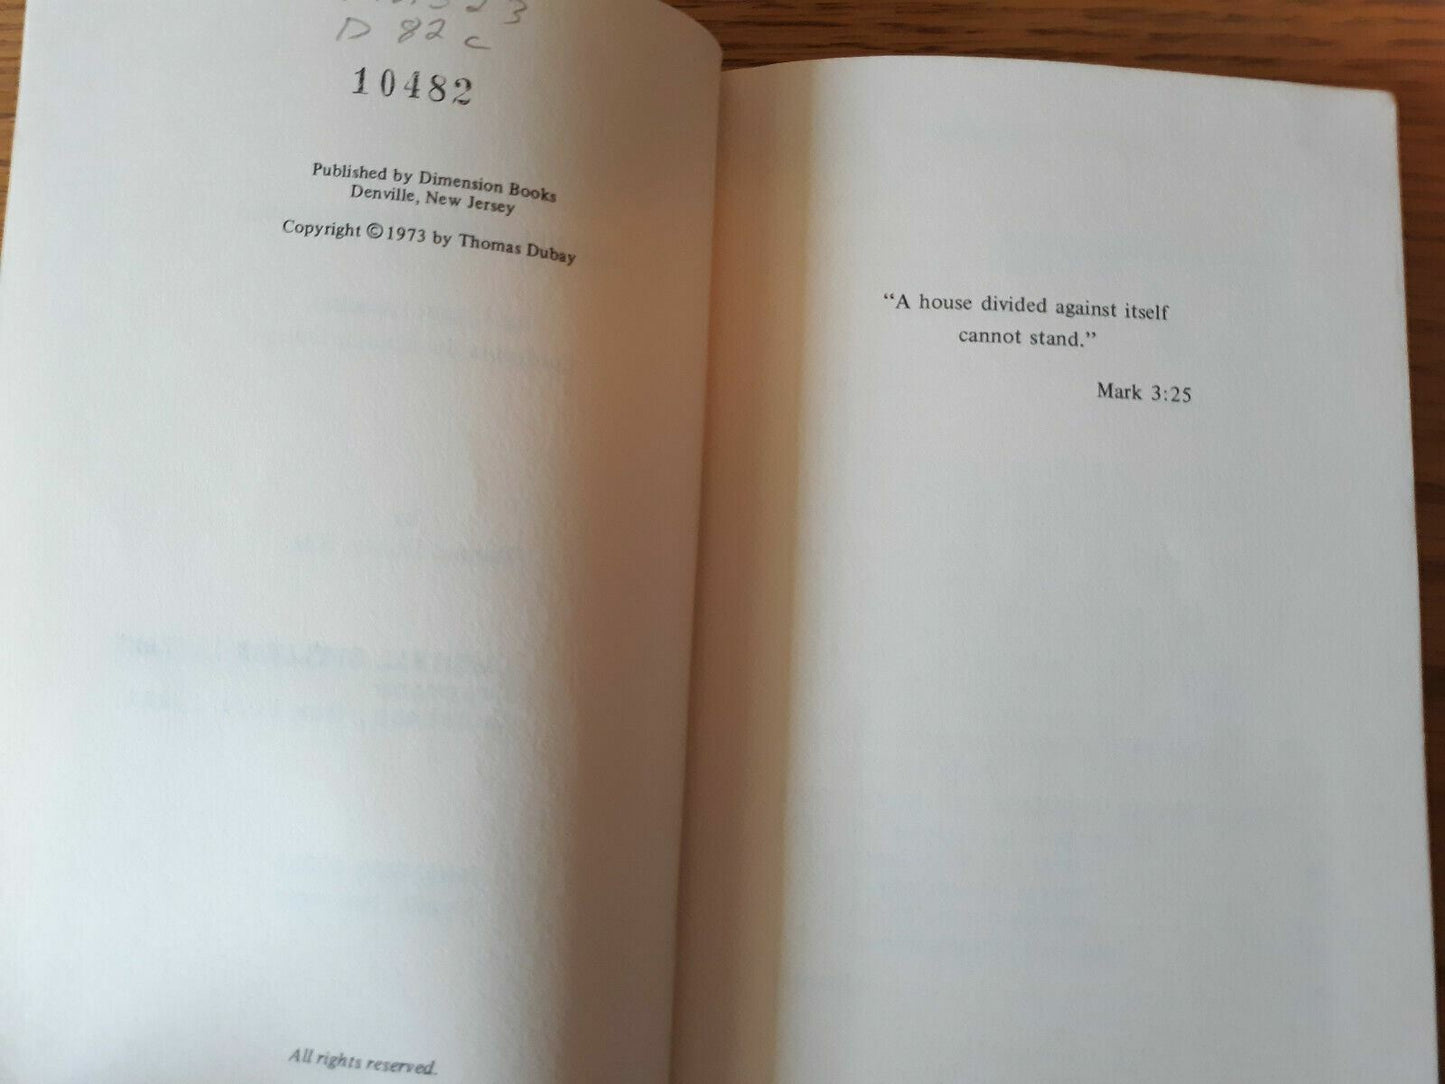 D 82 c
10482
Published by Dimension Books
Denville, New Jersey
Copyright ©1973 by Thomas Dubay
All rights reserved.
“A house divided against itself
cannot stand.”
Mark 3:25